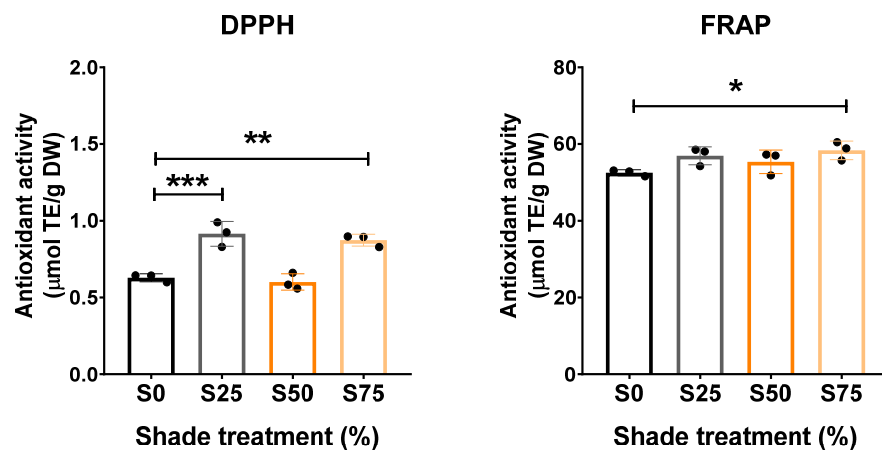 DPPH
Antioxidant activity
(μmol TE/g DW)
2.0
1.5
1.0
0.5
0.0
**
***
S0 S25 S50 S75
Shade treatment (%)
FRAP
Antioxidant activity
(μmol TE/g DW)
80
60
40
20
0
*
S0 S25 S50 S75
Shade treatment (%)